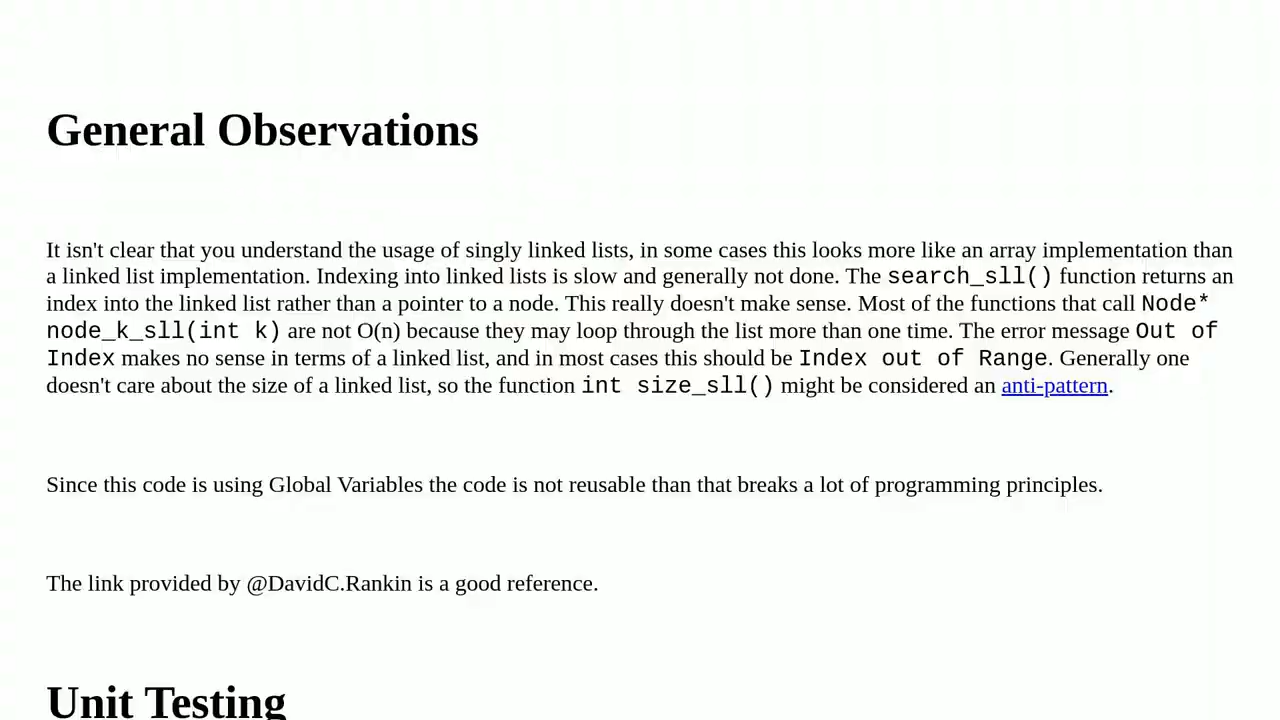 General Observations
It isn't clear that you understand the usage of singly linked lists, in some cases this looks more like an array implementation than
a linked list implementation. Indexing into linked lists is slow and generally not done. The search_sll() function returns an
index into the linked list rather than a pointer to a node. This really doesn't make sense. Most of the functions that call Node*
node_k_sll(int k) are not O(n) because they may loop through the list more than one time. The error message Out of
Index makes no sense in terms of a linked list, and in most cases this should be Index out of Range. Generally one
doesn't care about the size of a linked list, so the function int size_sll() might be considered an anti-pattern.
Since this code is using Global Variables the code is not reusable than that breaks a lot of programming principles.
The link provided by @DavidC.Rankin is a good reference.
Unit Testing